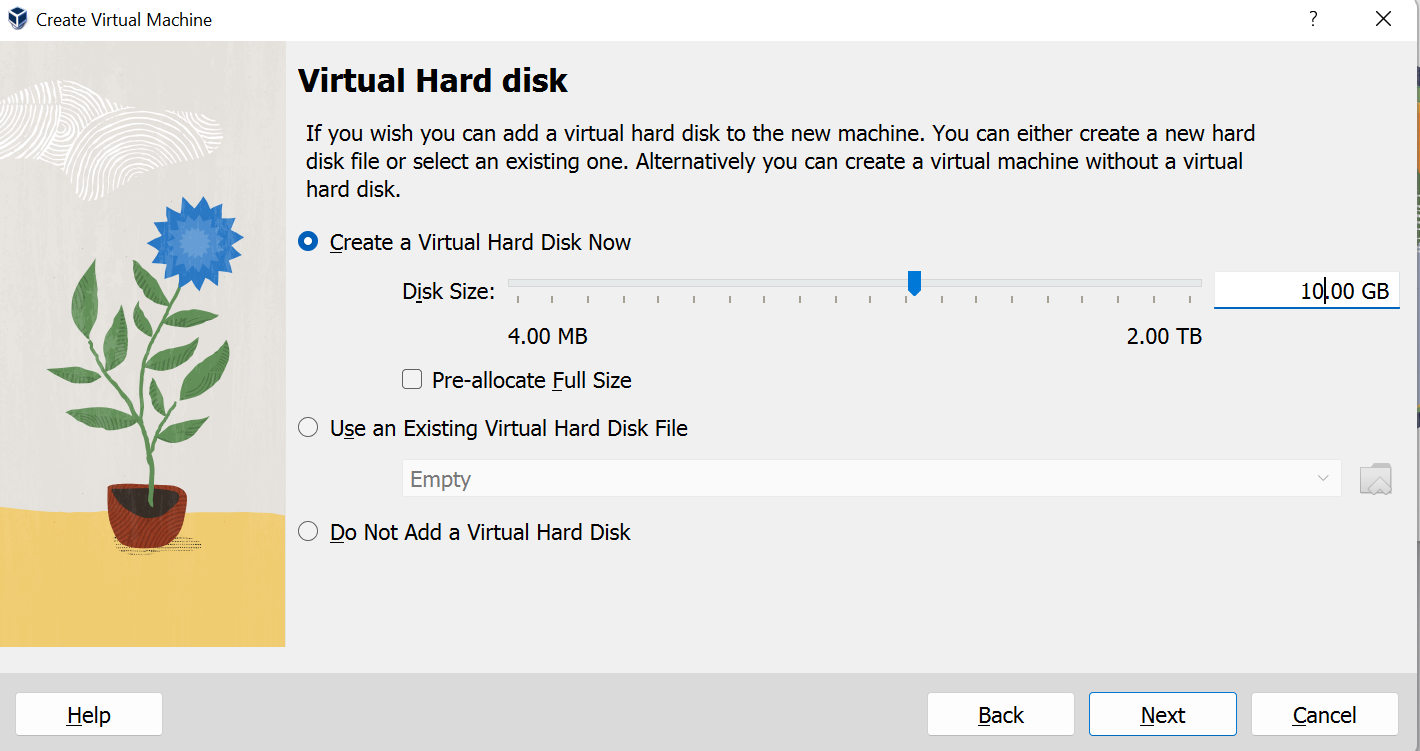 Create Virtual Machine
?
Virtual Hard disk
If you wish you can add a virtual hard disk to the new machine. You can either create a new hard
disk file or select an existing one. Alternatively you can create a virtual machine without a virtual
hard disk.
Create a Virtual Hard Disk Now
Disk Size:
10.00 GB
4.00 MB
2.00 TB
Pre-allocate Full Size
Use an Existing Virtual Hard Disk File
Empty
Do Not Add a Virtual Hard Disk
Help
Back
Next
Cancel